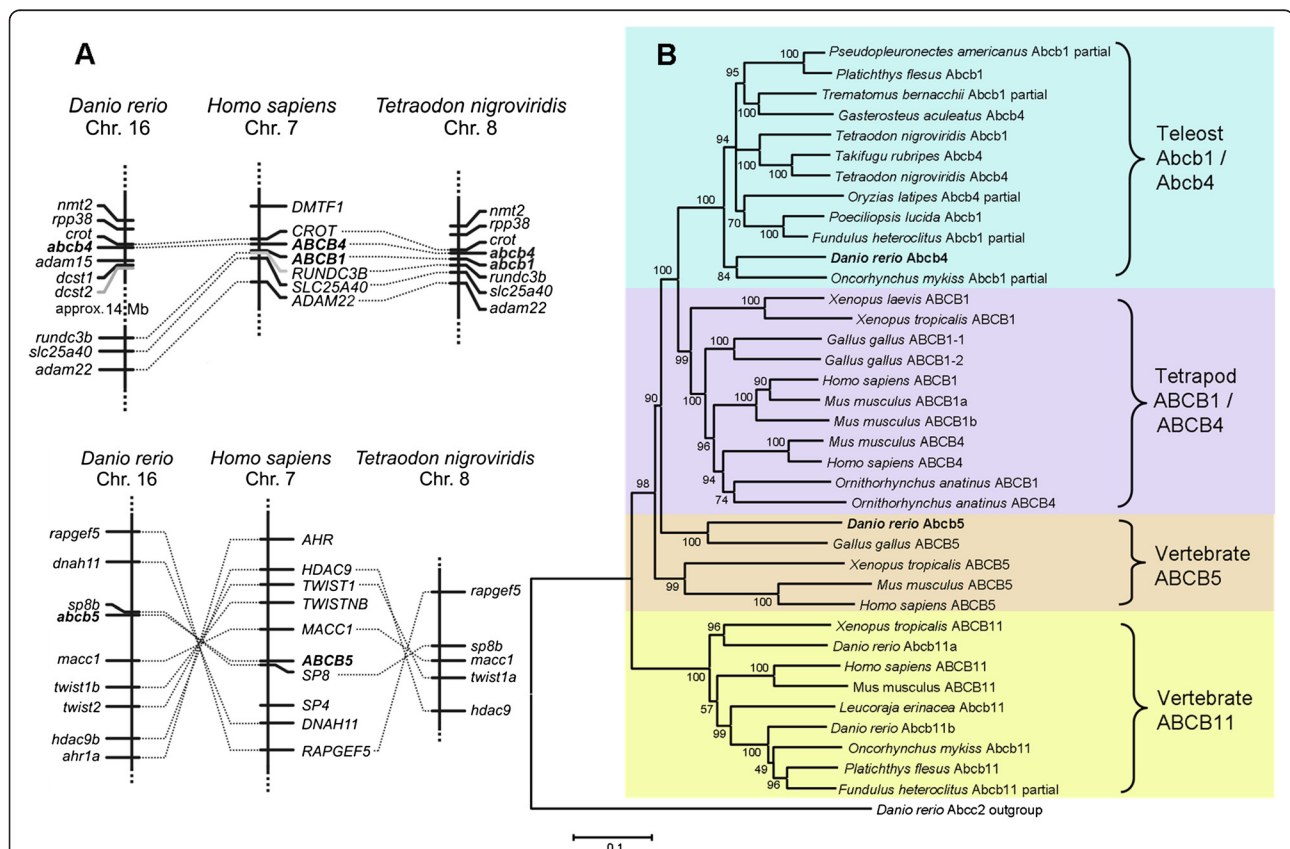 A
Danio rerio
Chr. 16
Homo sapiens
Chr. 7
Tetraodon nigroviridis
Chr. 8
nmt2
rpp38
crot
abcb4
adam15
dcst1
dcst2
approx.14 Mb
rundc3b
slc25a40
adam22
DMTF1
CROT
ABCB4
ABCB1
RUNDC3B
SLC25A40
ADAM22
nmt2
rpp38
crot
abcb4
abcb1
rundc3b
slc25a40
adam22
Danio rerio
Chr. 16
Homo sapiens
Chr. 7
Tetraodon nigroviridis
Chr. 8
rapgef5
dnah11
sp8b
abcb5
macc1
twist1b
twist2
hdac9b
ahr1a
AHR
HDAC9
TWIST1
TWISTNB
MACC1
ABCB5
SP8
SP4
DNAH11
RAPGEF5
rapgef5
sp8b
macc1
twist1a
hdac9
B
100 Pseudopleuronectes americanus Abcb1 partial
95 Platichthys flesus Abcb1
Trematomus bernacchii Abcb1 partial
100 Gasterosteus aculeatus Abcb4
94 Tetraodon nigroviridis Abcb1
100 Takifugu rubripes Abcb4
100 Tetraodon nigroviridis Abcb4
100 Oryzias latipes Abcb4 partial
70 Poeciliopsis lucida Abcb1
100 Fundulus heteroclitus Abcb1 partial
Danio rerio Abcb4
84 Oncorhynchus mykiss Abcb1 partial
Teleost
Abcb1 /
Abcb4
100
100 Xenopus laevis ABCB1
Xenopus tropicalis ABCB1
99
100 Gallus gallus ABCB1-1
Gallus gallus ABCB1-2
90 Homo sapiens ABCB1
100 100 Mus musculus ABCB1a
90 Mus musculus ABCB1b
96 100 Mus musculus ABCB4
Homo sapiens ABCB4
94 Ornithorhynchus anatinus ABCB1
74 Ornithorhynchus anatinus ABCB4
Tetrapod
ABCB1 /
ABCB4
98
Danio rerio Abcb5
100 Gallus gallus ABCB5
Xenopus tropicalis ABCB5
99 Mus musculus ABCB5
100 Homo sapiens ABCB5
Vertebrate
ABCB5
96 Xenopus tropicalis ABCB11
Danio rerio Abcb11a
100 100 Homo sapiens ABCB11
Mus musculus ABCB11
57 Leucoraja erinacea Abcb11
99 Danio rerio Abcb11b
100 Oncorhynchus mykiss Abcb11
49 Platichthys flesus Abcb11
96 Fundulus heteroclitus Abcb11 partial
Vertebrate
ABCB11
Danio rerio Abcc2 outgroup
0.1